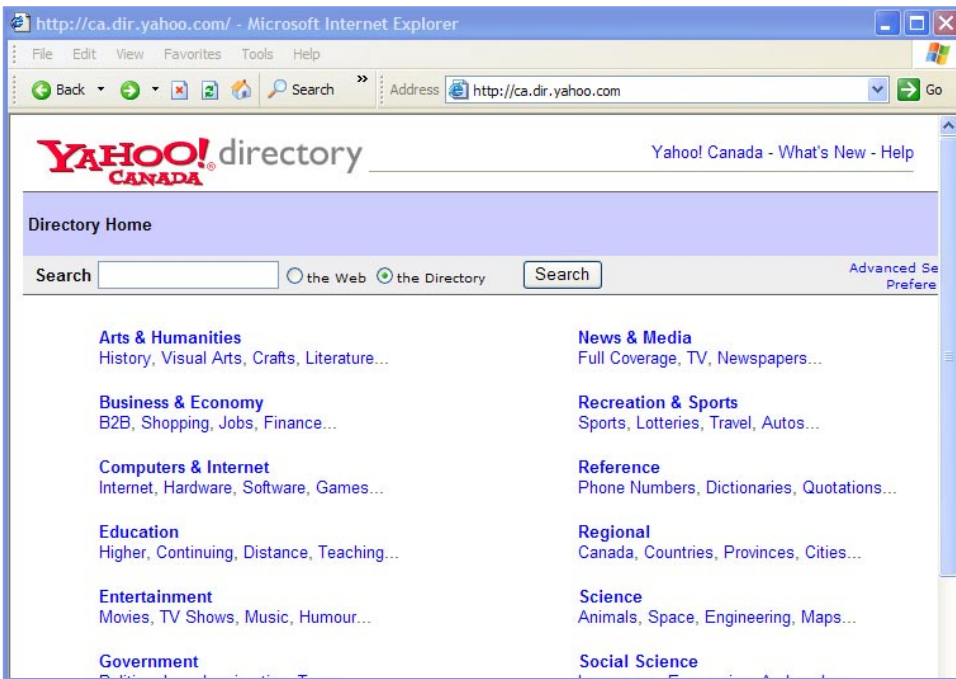 http://ca.dir.yahoo.com/ - Microsoft Internet Explorer
File Edit View Favorites Tools Help
Back Search » Address http://ca.dir.yahoo.com Go
YAHOO! directory
CANADA
Yahoo! Canada - What's New - Help
Directory Home
Search the Web the Directory Search
Advanced Se
Prefere
Arts & Humanities
History, Visual Arts, Crafts, Literature...
Business & Economy
B2B, Shopping, Jobs, Finance...
Computers & Internet
Internet, Hardware, Software, Games...
Education
Higher, Continuing, Distance, Teaching...
Entertainment
Movies, TV Shows, Music, Humour...
Government
News & Media
Full Coverage, TV, Newspapers...
Recreation & Sports
Sports, Lotteries, Travel, Autos...
Reference
Phone Numbers, Dictionaries, Quotations...
Regional
Canada, Countries, Provinces, Cities...
Science
Animals, Space, Engineering, Maps...
Social Science